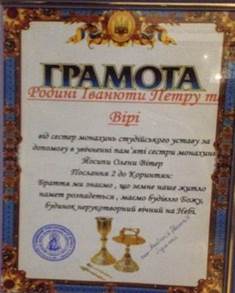 ГРАМОТА
Родині Іванюти Петру та
Вірі
від сестер монахинь студійського уставу за
допомогу в увічненні пам'яті сестри монахині
Йосипи Олени Вітер
Послання 2 до Коринтян:
Браття ми знаємо, що земне наше житло
намет розпадеться, маємо будівлю Божу,
будинок нерукотворний вічний на Небі.